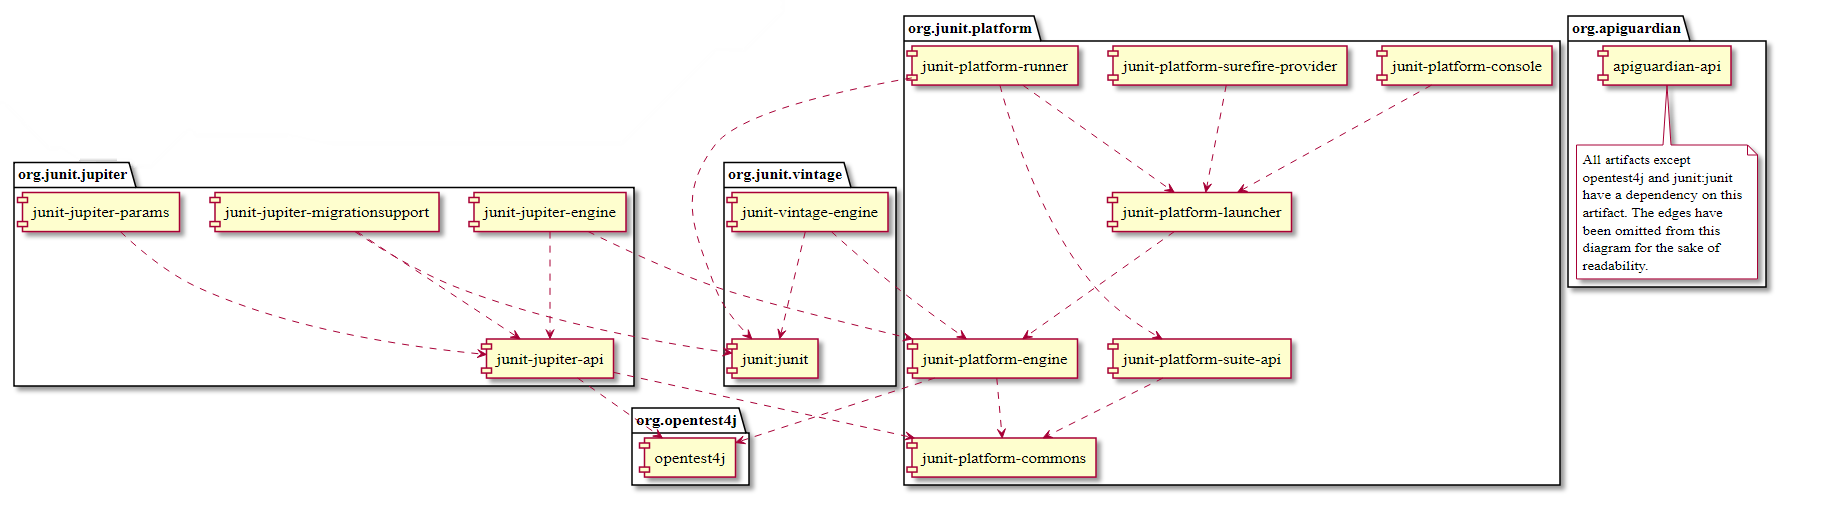 org.junit.platform
org.apiguardian
junit-platform-runner
junit-platform-surefire-provider
junit-platform-console
apiguardian-api
All artifacts except
opentest4j and junit:junit
have a dependency on this
artifact. The edges have
been omitted from this
diagram for the sake of
readability.
org.junit.jupiter
org.junit.vintage
junit-jupiter-params
junit-jupiter-migrationsupport
junit-jupiter-engine
junit-vintage-engine
junit-platform-launcher
junit-jupiter-api
junit:junit
junit-platform-engine
junit-platform-suite-api
org.opentest4j
opentest4j
junit-platform-commons